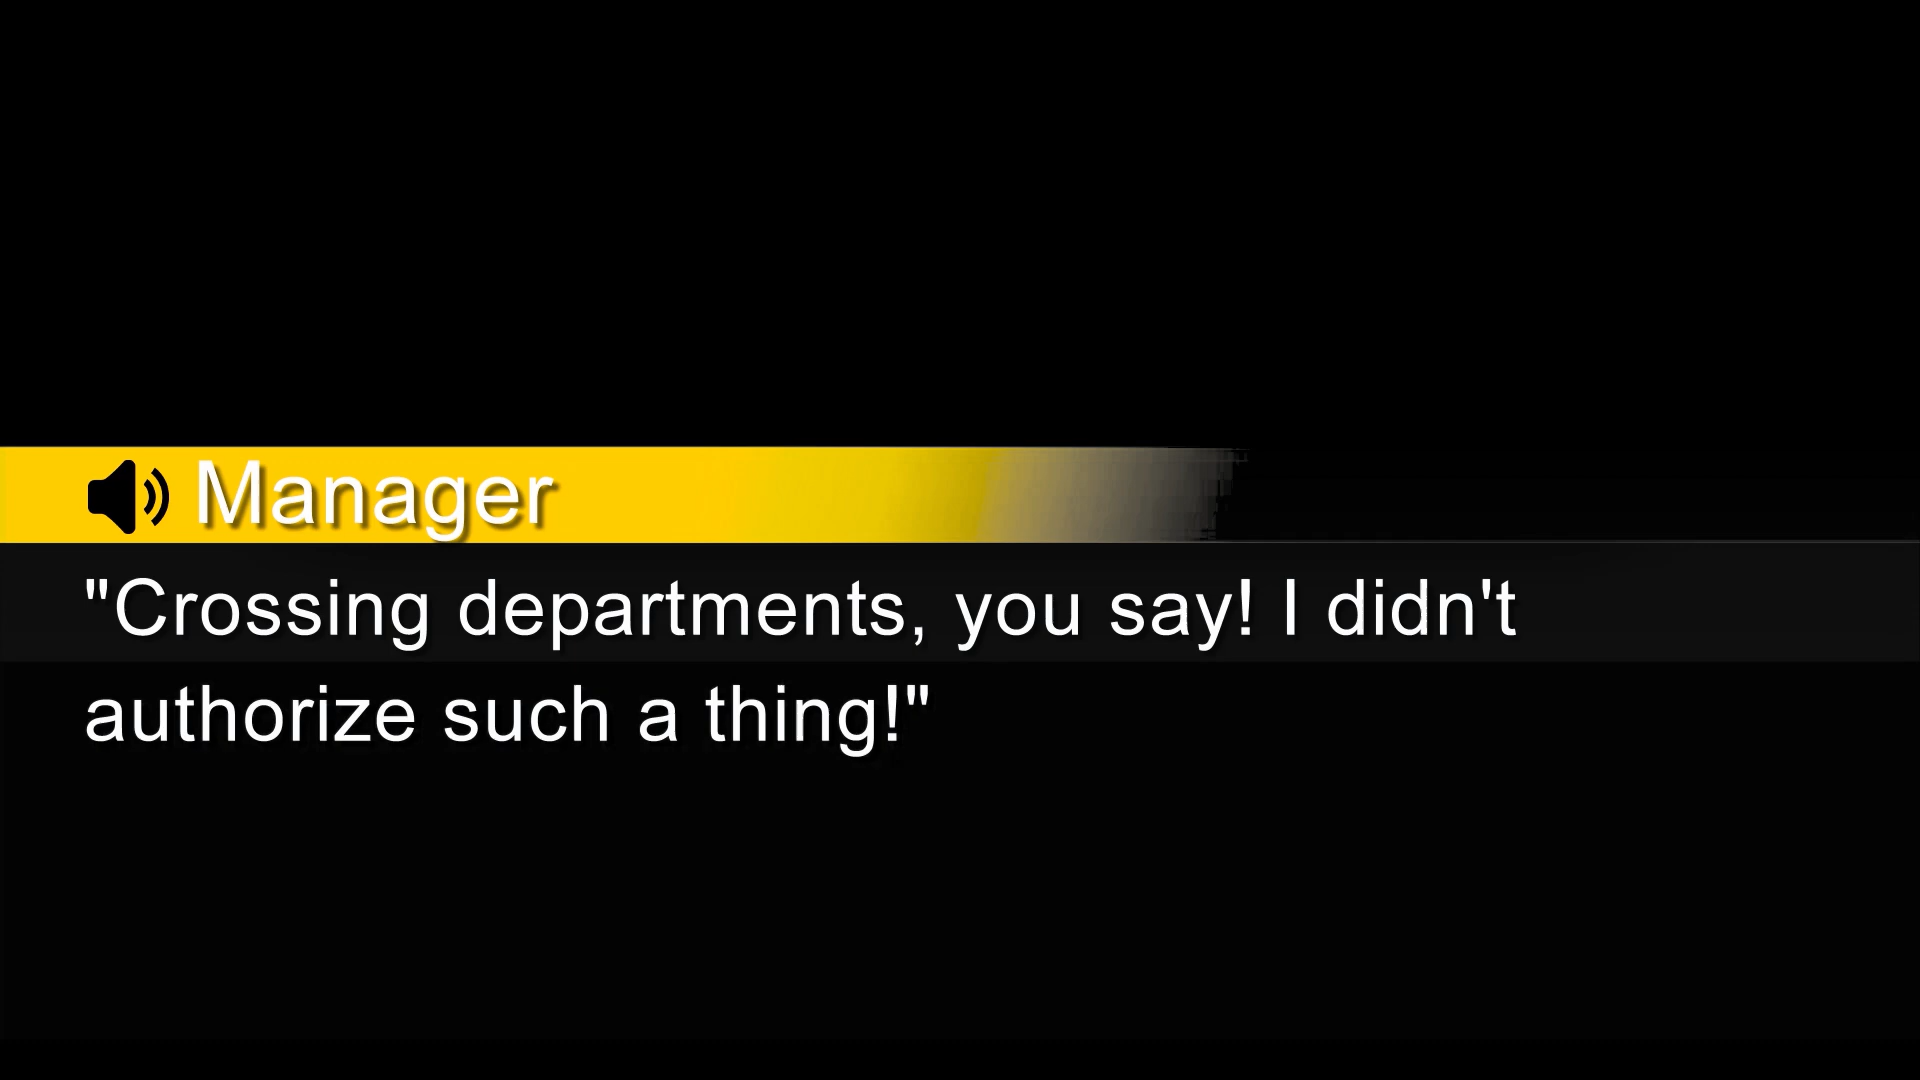 Manager
"Crossing departments, you say! I didn't
authorize such a thing!"